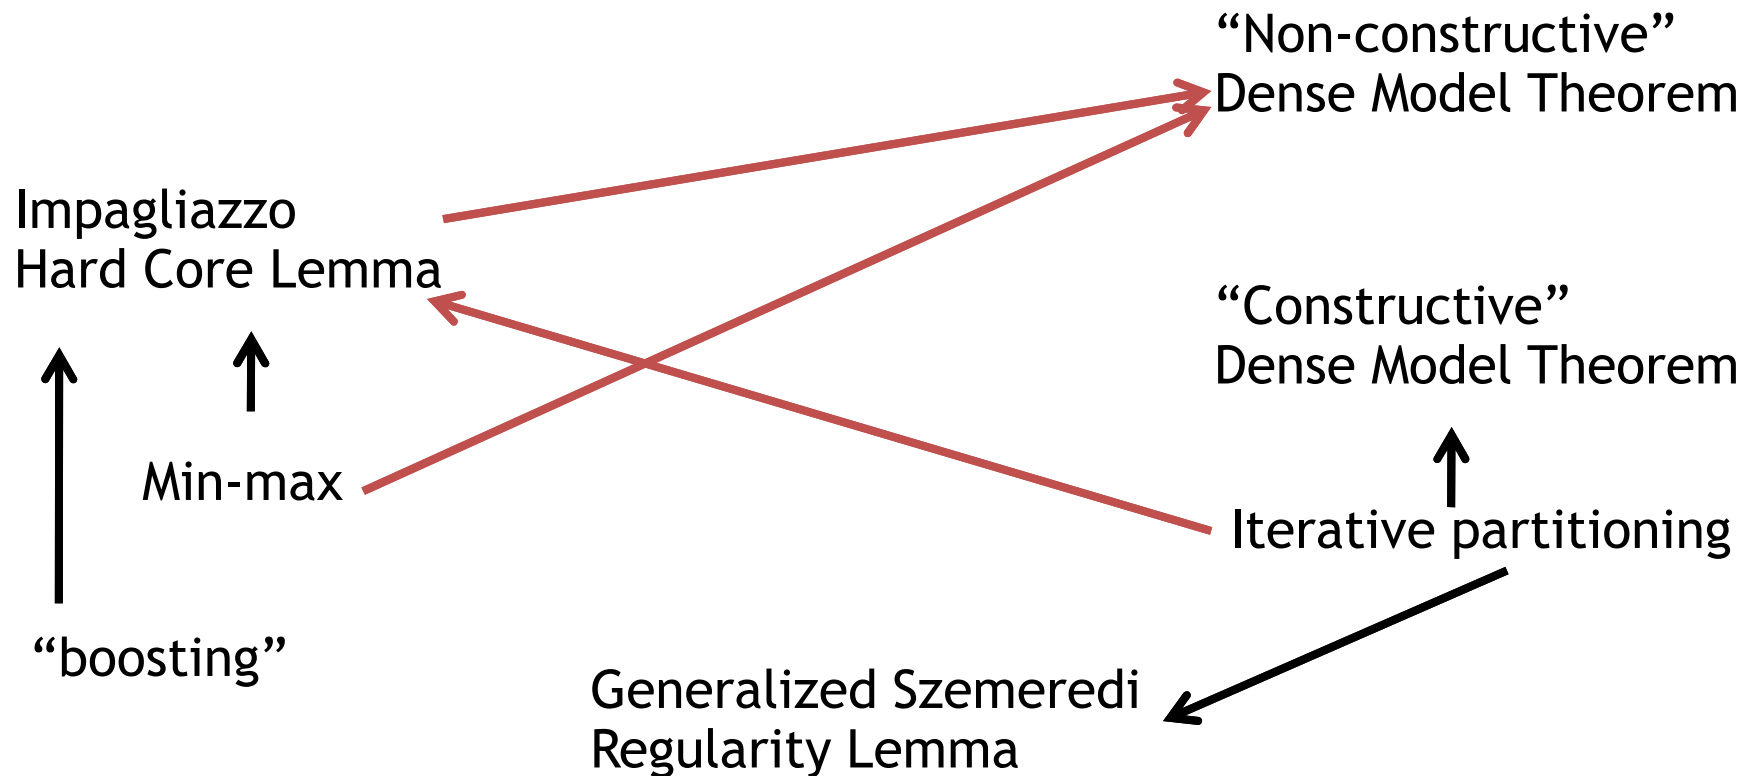 “Non-constructive”
Dense Model Theorem
Impagliazzo
Hard Core Lemma
“Constructive”
Dense Model Theorem
Min-max
Iterative partitioning
“boosting”
Generalized Szemeredi
Regularity Lemma